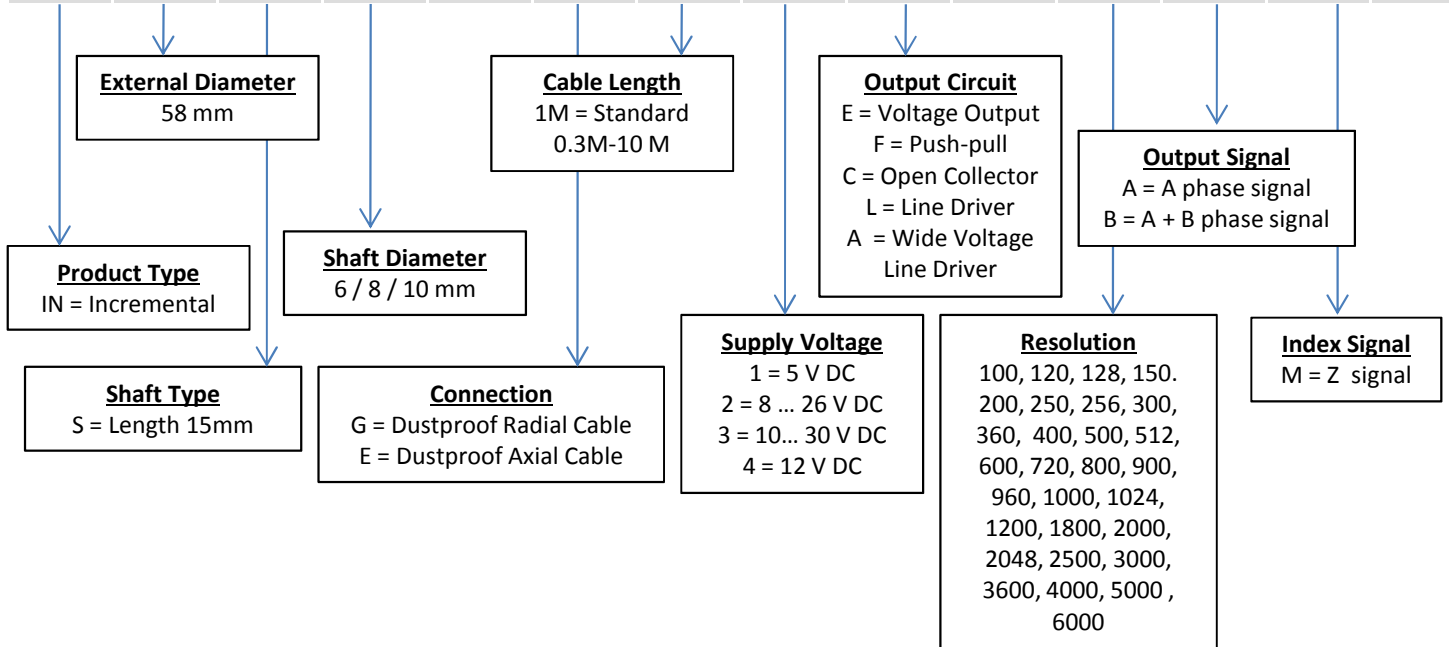 External Diameter
58 mm
Cable Length
1M = Standard
0.3M-10 M
Output Circuit
E = Voltage Output
F = Push-pull
C = Open Collector
L = Line Driver
A = Wide Voltage
Line Driver
Output Signal
A = A phase signal
B = A + B phase signal
Product Type
IN = Incremental
Shaft Diameter
6 / 8 / 10 mm
Supply Voltage
1 = 5 V DC
2 = 8 ... 26 V DC
3 = 10... 30 V DC
4 = 12 V DC
Resolution
100, 120, 128, 150.
200, 250, 256, 300,
360, 400, 500, 512,
600, 720, 800, 900,
960, 1000, 1024,
1200, 1800, 2000,
2048, 2500, 3000,
3600, 4000, 5000 ,
6000
Index Signal
M = Z signal
Shaft Type
S = Length 15mm
Connection
G = Dustproof Radial Cable
E = Dustproof Axial Cable